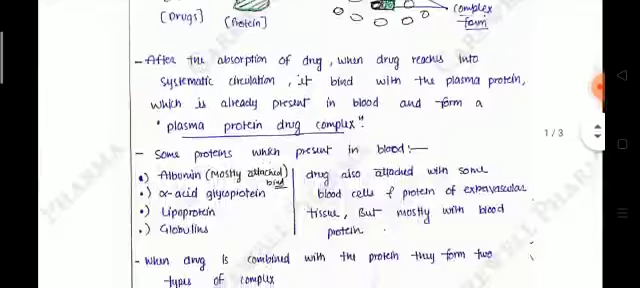 complex
form
[Drugs]
[Protein]
- After the absorption of drug, when drug reaches into
systematic circulation, it bind with the plasma protein,
which is already present in blood and form a
"plasma protein drug complex".
1/3
- Some proteins which present in blood:-
•) Albumin (mostly attached)
bind
•) α-acid glycoprotein
•) Lipoprotein
•) Globulins
drug also attached with some
blood cells & protein of extravascular
tissue, But mostly with blood
protein.
- when drug is combined with the protein they form two
types of complex
CAREWELL PHARMA